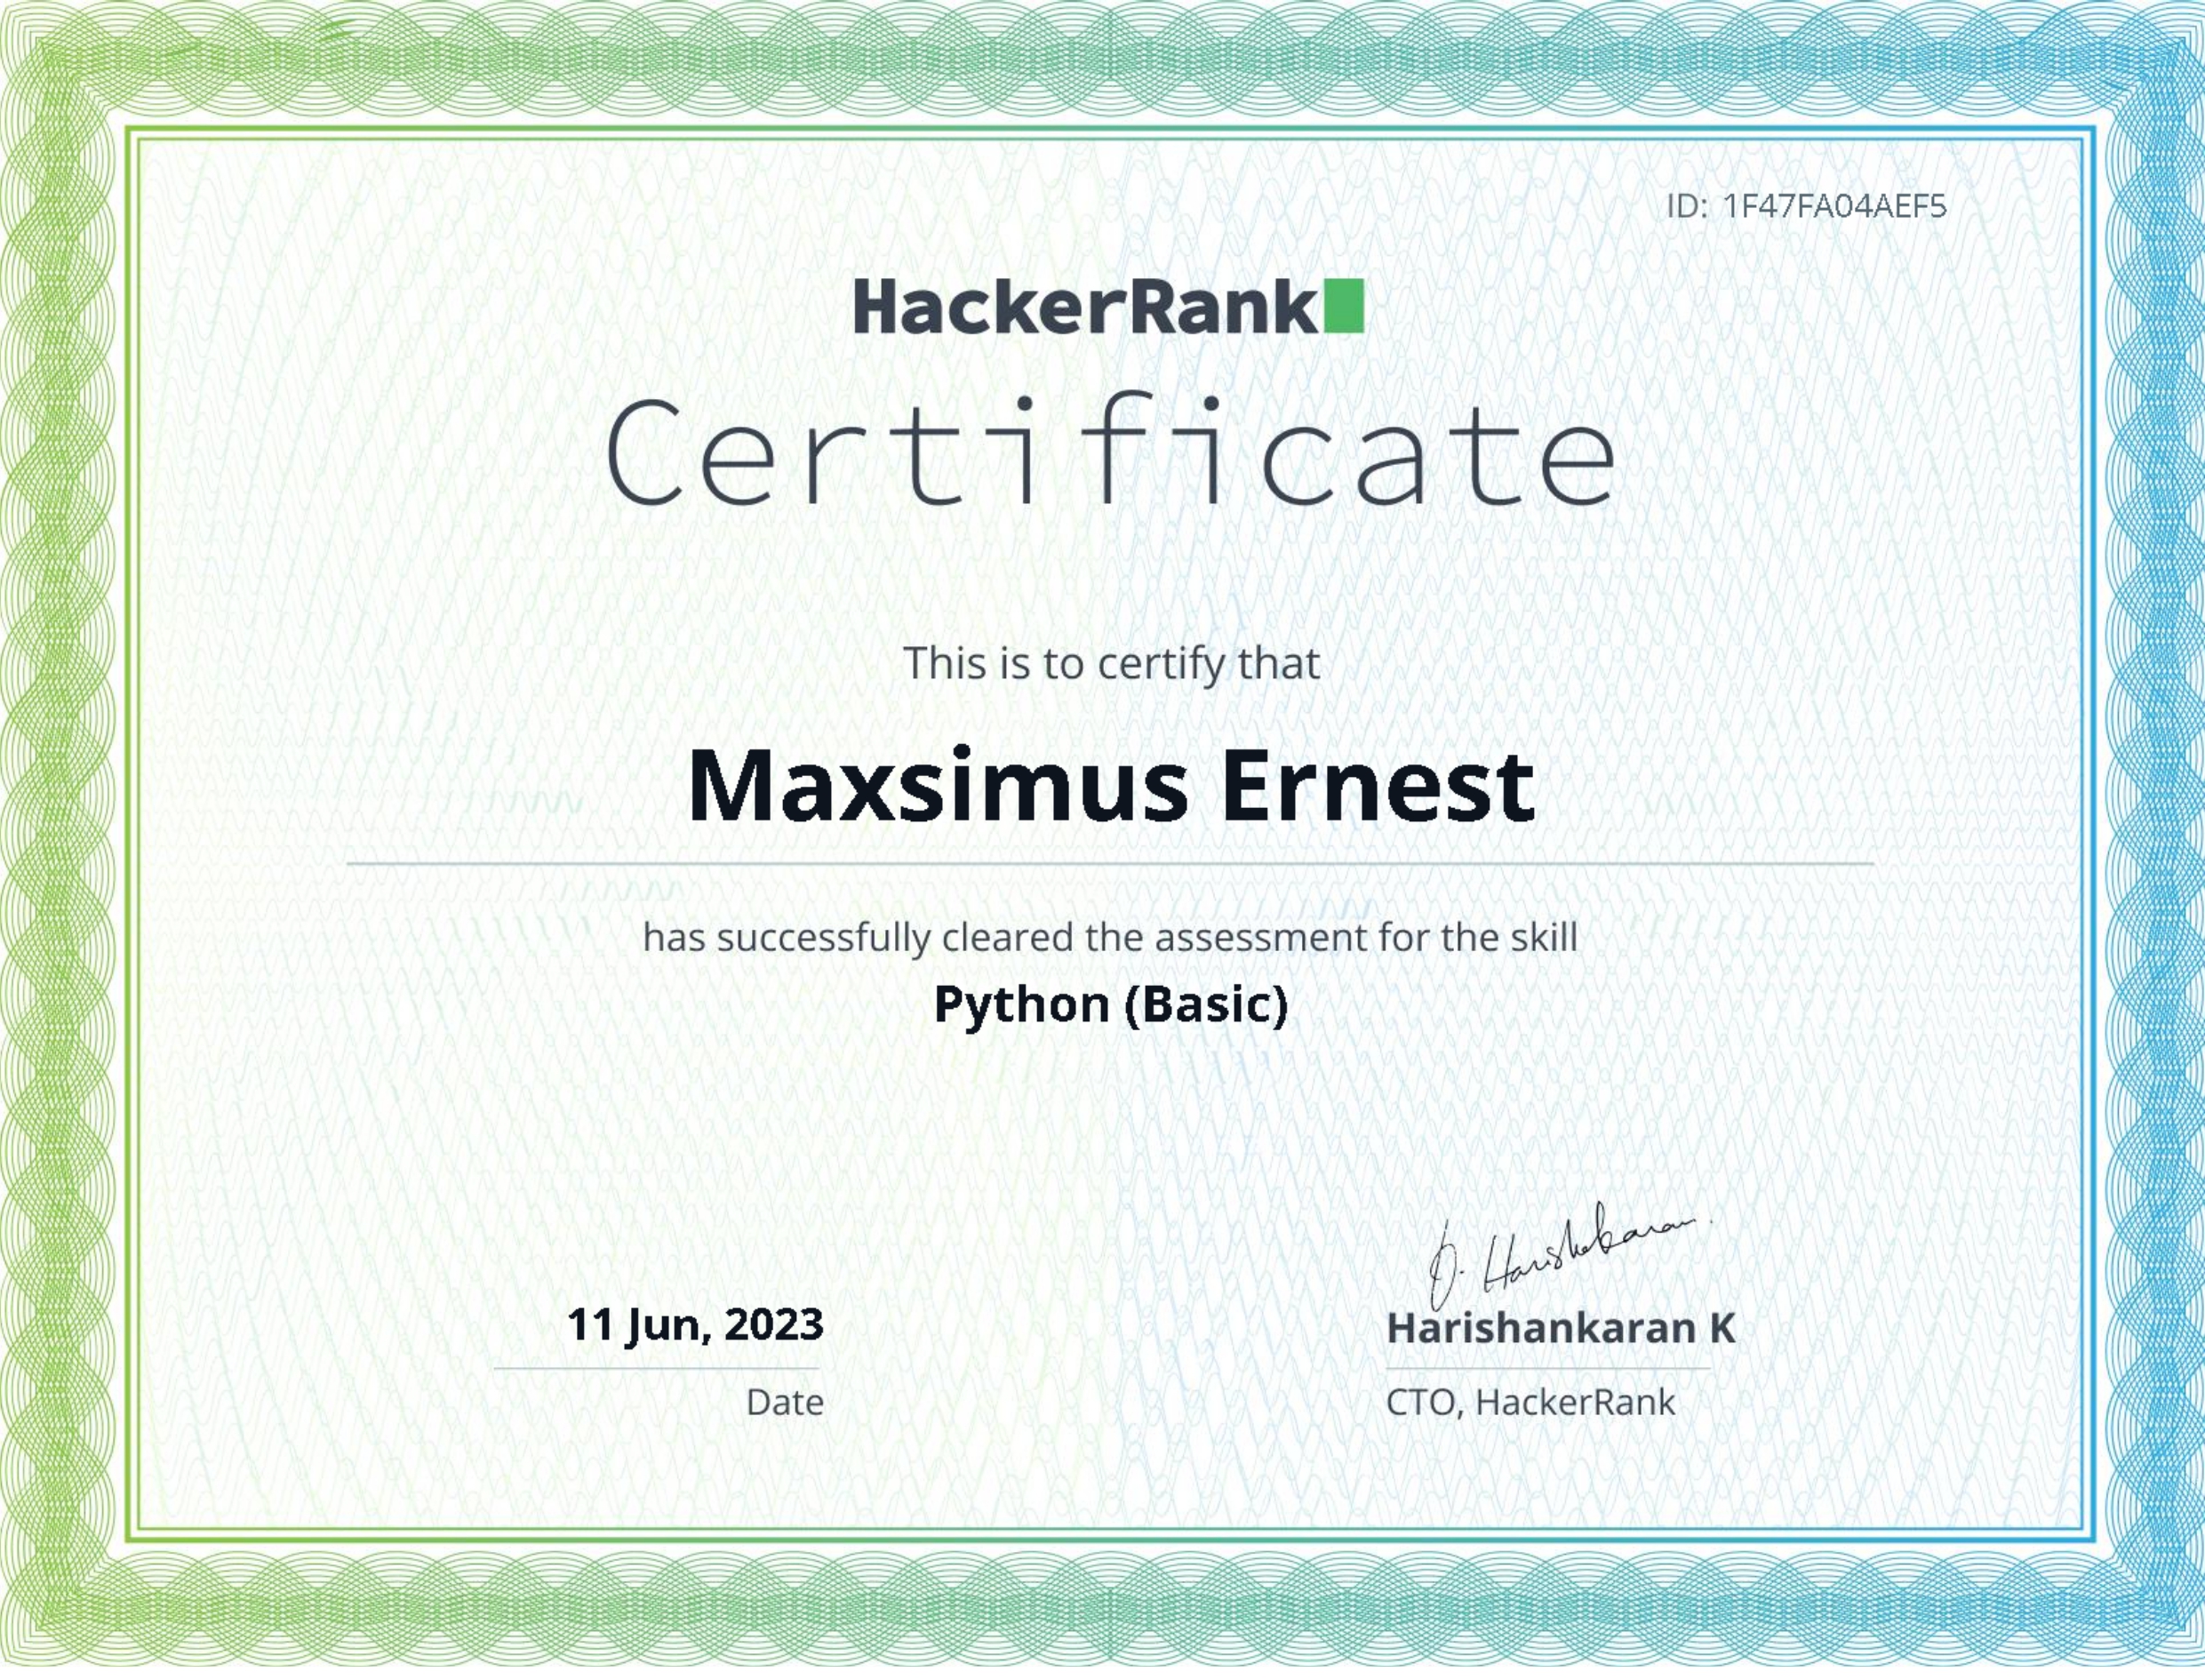 ID: 1F47FA04AEF5
HackerRank
Certificate
This is to certify that
Maxsimus Ernest
has successfully cleared the assessment for the skill
Python (Basic)
11 Jun, 2023
Date
Harishankaran K
CTO, HackerRank